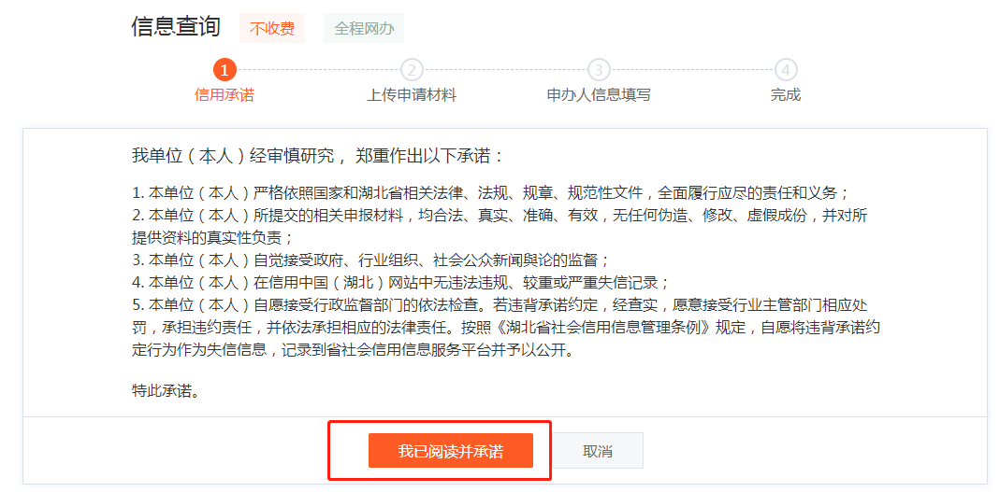 信息查询 不收费 全程网办
1 2 3 4
信用承诺 上传申请材料 申办人信息填写 完成
我单位（本人）经审慎研究，郑重作出以下承诺：
1. 本单位（本人）严格依照国家和湖北省相关法律、法规、规章、规范性文件，全面履行应尽的责任和义务；
2. 本单位（本人）所提交的相关申报材料，均合法、真实、准确、有效，无任何伪造、修改、虚假成份，并对所
提供资料的真实性负责；
3. 本单位（本人）自觉接受政府、行业组织、社会公众新闻舆论的监督；
4. 本单位（本人）在信用中国（湖北）网站中无违法违规、较重或严重失信记录；
5. 本单位（本人）自愿接受行政监督部门的依法检查。若违背承诺约定，经查实，愿意接受行业主管部门相应处
罚，承担违约责任，并依法承担相应的法律责任。按照《湖北省社会信用信息管理条例》规定，自愿将违背承诺约
定行为作为失信信息，记录到省社会信用信息服务平台并予以公开。
特此承诺。
我已阅读并承诺 取消